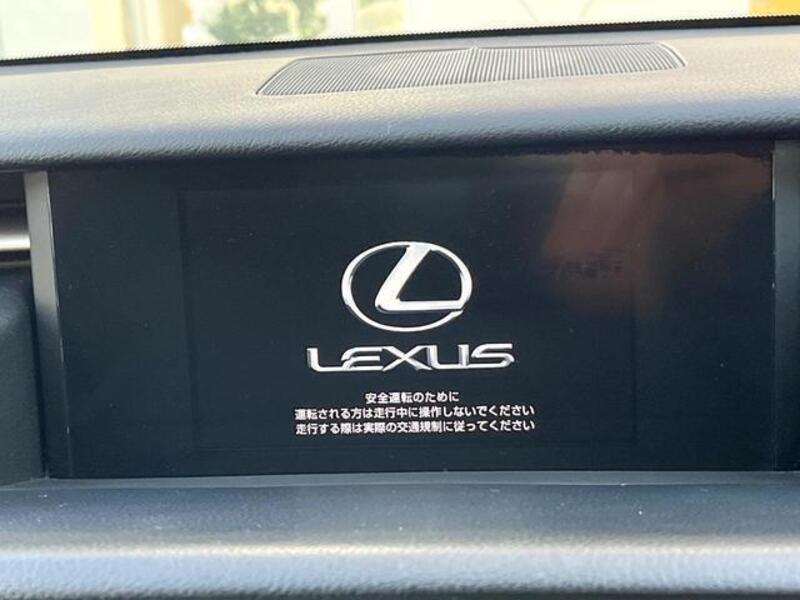 LEXUS
安全運転のために
運転される方は走行中に操作しないでください
走行する際は実際の交通規制に従ってください